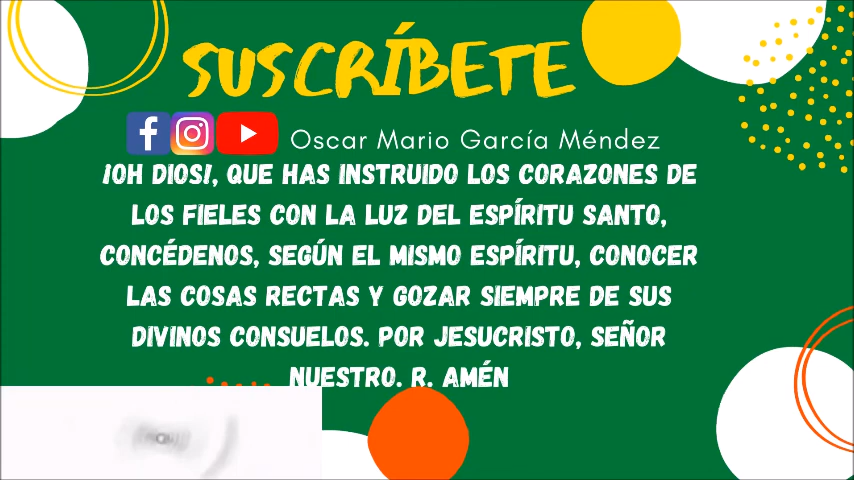 SUSCRÍBETE
Oscar Mario García Méndez
¡OH DIOS!, QUE HAS INSTRUIDO LOS CORAZONES DE
LOS FIELES CON LA LUZ DEL ESPÍRITU SANTO,
CONCÉDENOS, SEGÚN EL MISMO ESPÍRITU, CONOCER
LAS COSAS RECTAS Y GOZAR SIEMPRE DE SUS
DIVINOS CONSUELOS. POR JESUCRISTO, SEÑOR
NUESTRO. R. AMÉN